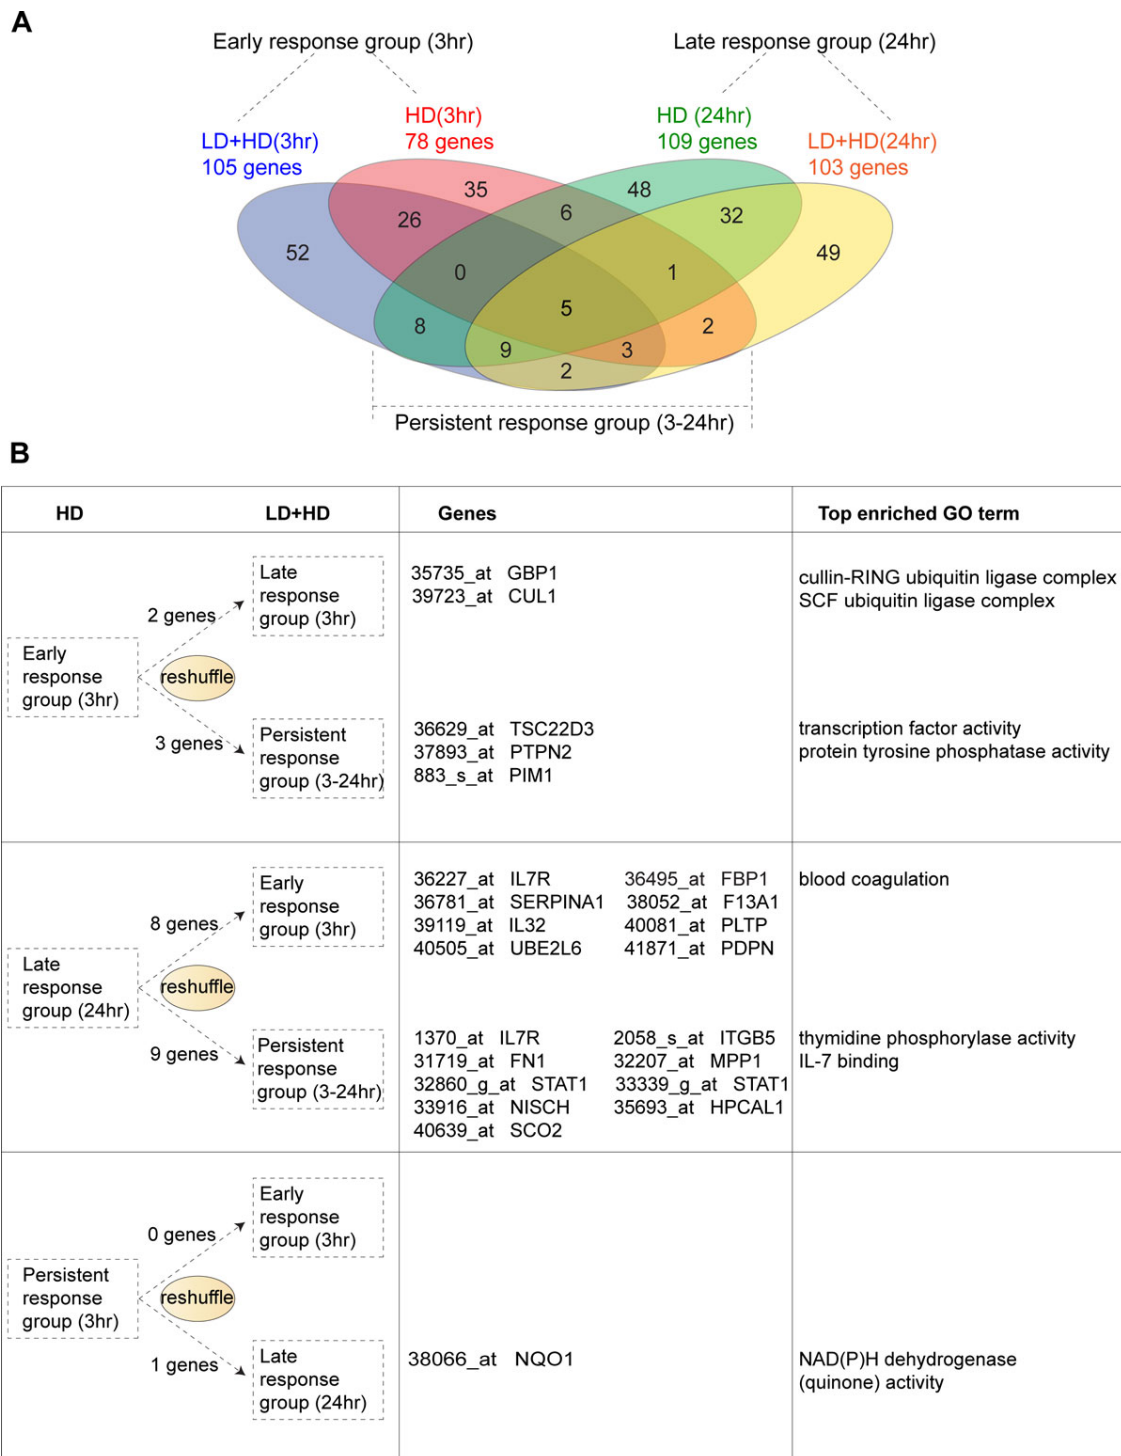 A
Early response group (3hr)
Late response group (24hr)
LD+HD(3hr)
105 genes
HD(3hr)
78 genes
HD (24hr)
109 genes
LD+HD(24hr)
103 genes
35
48
26
6
32
52
49
0
1
5
8
2
9
3
2
Persistent response group (3-24hr)
B
HD
LD+HD
Genes
Top enriched GO term
Early
response
group (3hr)
2 genes
reshuffle
3 genes
Late
response
group (3hr)
35735_at GBP1
39723_at CUL1
cullin-RING ubiquitin ligase complex
SCF ubiquitin ligase complex
Persistent
response
group (3-24hr)
36629_at TSC22D3
37893_at PTPN2
883_s_at PIM1
transcription factor activity
protein tyrosine phosphatase activity
Late
response
group (24hr)
8 genes
reshuffle
9 genes
Early
response
group (3hr)
36227_at IL7R 36495_at FBP1
36781_at SERPINA1 38052_at F13A1
39119_at IL32 40081_at PLTP
40505_at UBE2L6 41871_at PDPN
blood coagulation
Persistent
response
group (3-24hr)
1370_at IL7R 2058_s_at ITGB5
31719_at FN1 32207_at MPP1
32860_g_at STAT1 33339_g_at STAT1
33916_at NISCH 35693_at HPCAL1
40639_at SCO2
thymidine phosphorylase activity
IL-7 binding
Persistent
response
group (3hr)
0 genes
reshuffle
1 genes
Early
response
group (3hr)
Late
response
group (24hr)
38066_at NQO1
NAD(P)H dehydrogenase
(quinone) activity